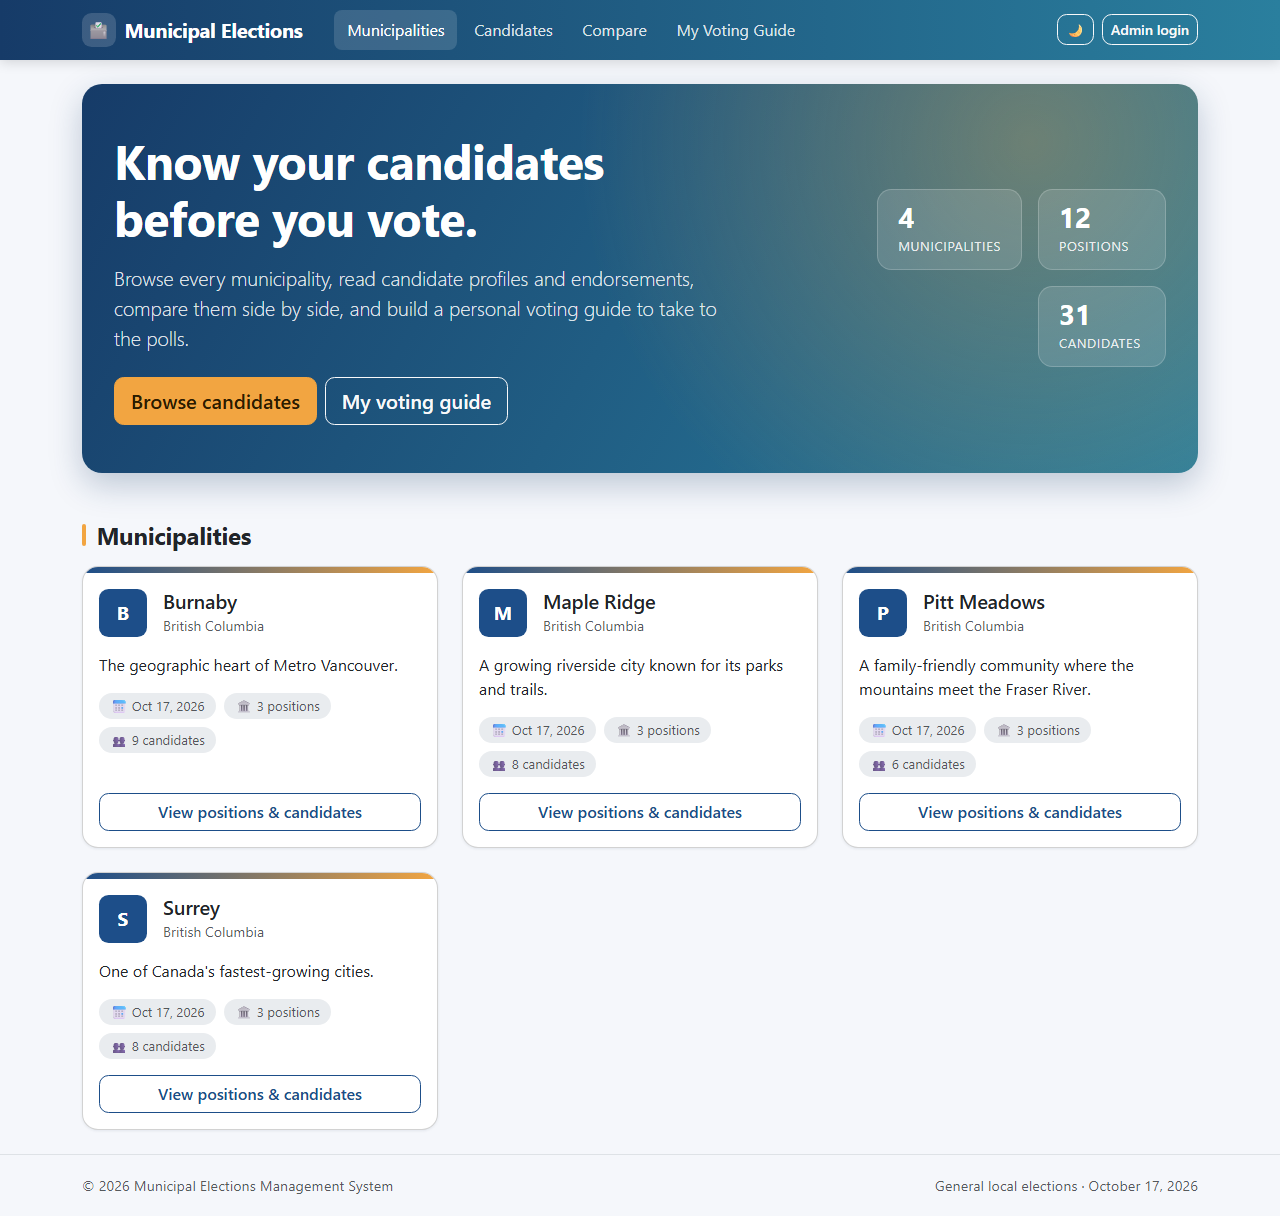 Municipal Elections
Municipalities
Candidates
Compare
My Voting Guide
Admin login
Know your candidates
before you vote.
Browse every municipality, read candidate profiles and endorsements,
compare them side by side, and build a personal voting guide to take to
the polls.
Browse candidates
My voting guide
4
MUNICIPALITIES
12
POSITIONS
31
CANDIDATES
Municipalities
B
Burnaby
British Columbia
The geographic heart of Metro Vancouver.
Oct 17, 2026
3 positions
9 candidates
View positions & candidates
M
Maple Ridge
British Columbia
A growing riverside city known for its parks
and trails.
Oct 17, 2026
3 positions
8 candidates
View positions & candidates
P
Pitt Meadows
British Columbia
A family-friendly community where the
mountains meet the Fraser River.
Oct 17, 2026
3 positions
6 candidates
View positions & candidates
S
Surrey
British Columbia
One of Canada's fastest-growing cities.
Oct 17, 2026
3 positions
8 candidates
View positions & candidates
© 2026 Municipal Elections Management System
General local elections · October 17, 2026